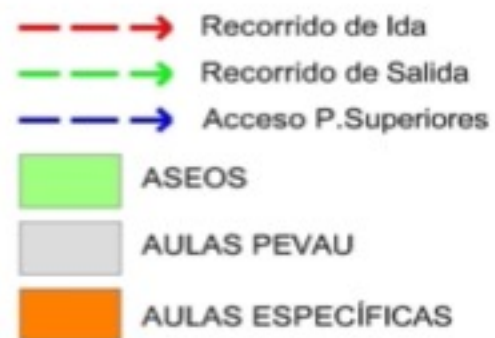 Recorrido de Ida
Recorrido de Salida
Acceso P.Superiores
ASEOS
AULAS PEVAU
AULAS ESPECÍFICAS